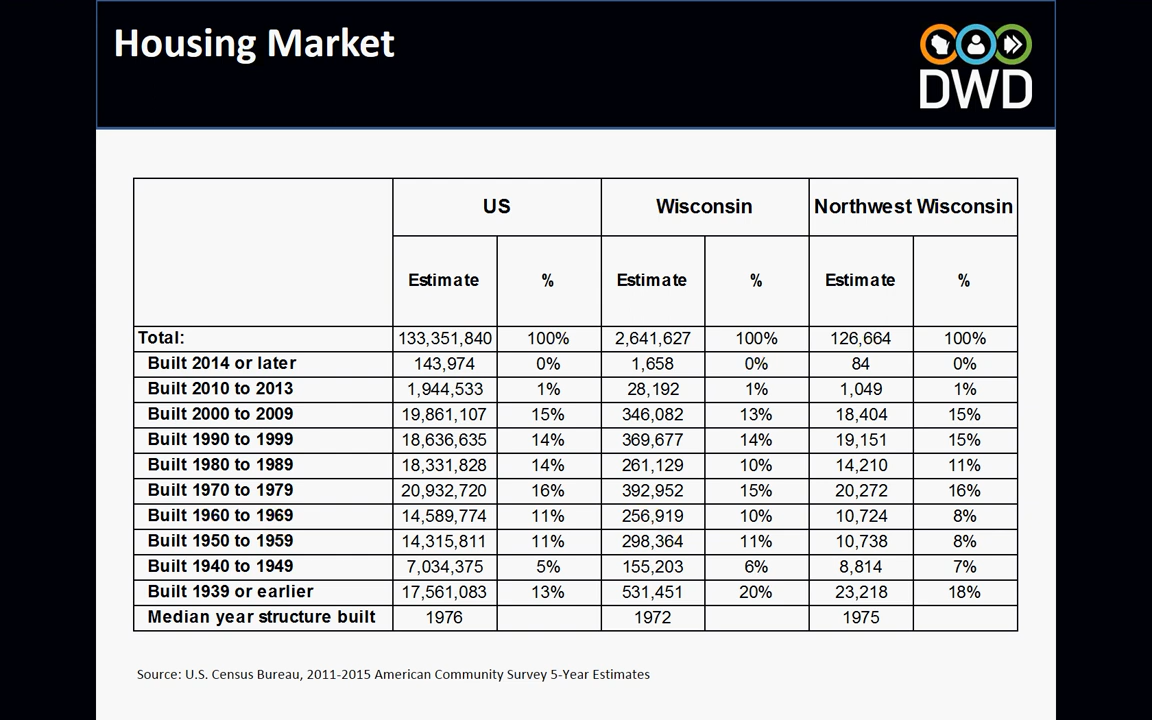 Housing Market
DWD
US Wisconsin Northwest Wisconsin
Estimate % Estimate % Estimate %
Total: 133,351,840 100% 2,641,627 100% 126,664 100%
Built 2014 or later 143,974 0% 1,658 0% 84 0%
Built 2010 to 2013 1,944,533 1% 28,192 1% 1,049 1%
Built 2000 to 2009 19,861,107 15% 346,082 13% 18,404 15%
Built 1990 to 1999 18,636,635 14% 369,677 14% 19,151 15%
Built 1980 to 1989 18,331,828 14% 261,129 10% 14,210 11%
Built 1970 to 1979 20,932,720 16% 392,952 15% 20,272 16%
Built 1960 to 1969 14,589,774 11% 256,919 10% 10,724 8%
Built 1950 to 1959 14,315,811 11% 298,364 11% 10,738 8%
Built 1940 to 1949 7,034,375 5% 155,203 6% 8,814 7%
Built 1939 or earlier 17,561,083 13% 531,451 20% 23,218 18%
Median year structure built 1976 1972 1975
Source: U.S. Census Bureau, 2011-2015 American Community Survey 5-Year Estimates